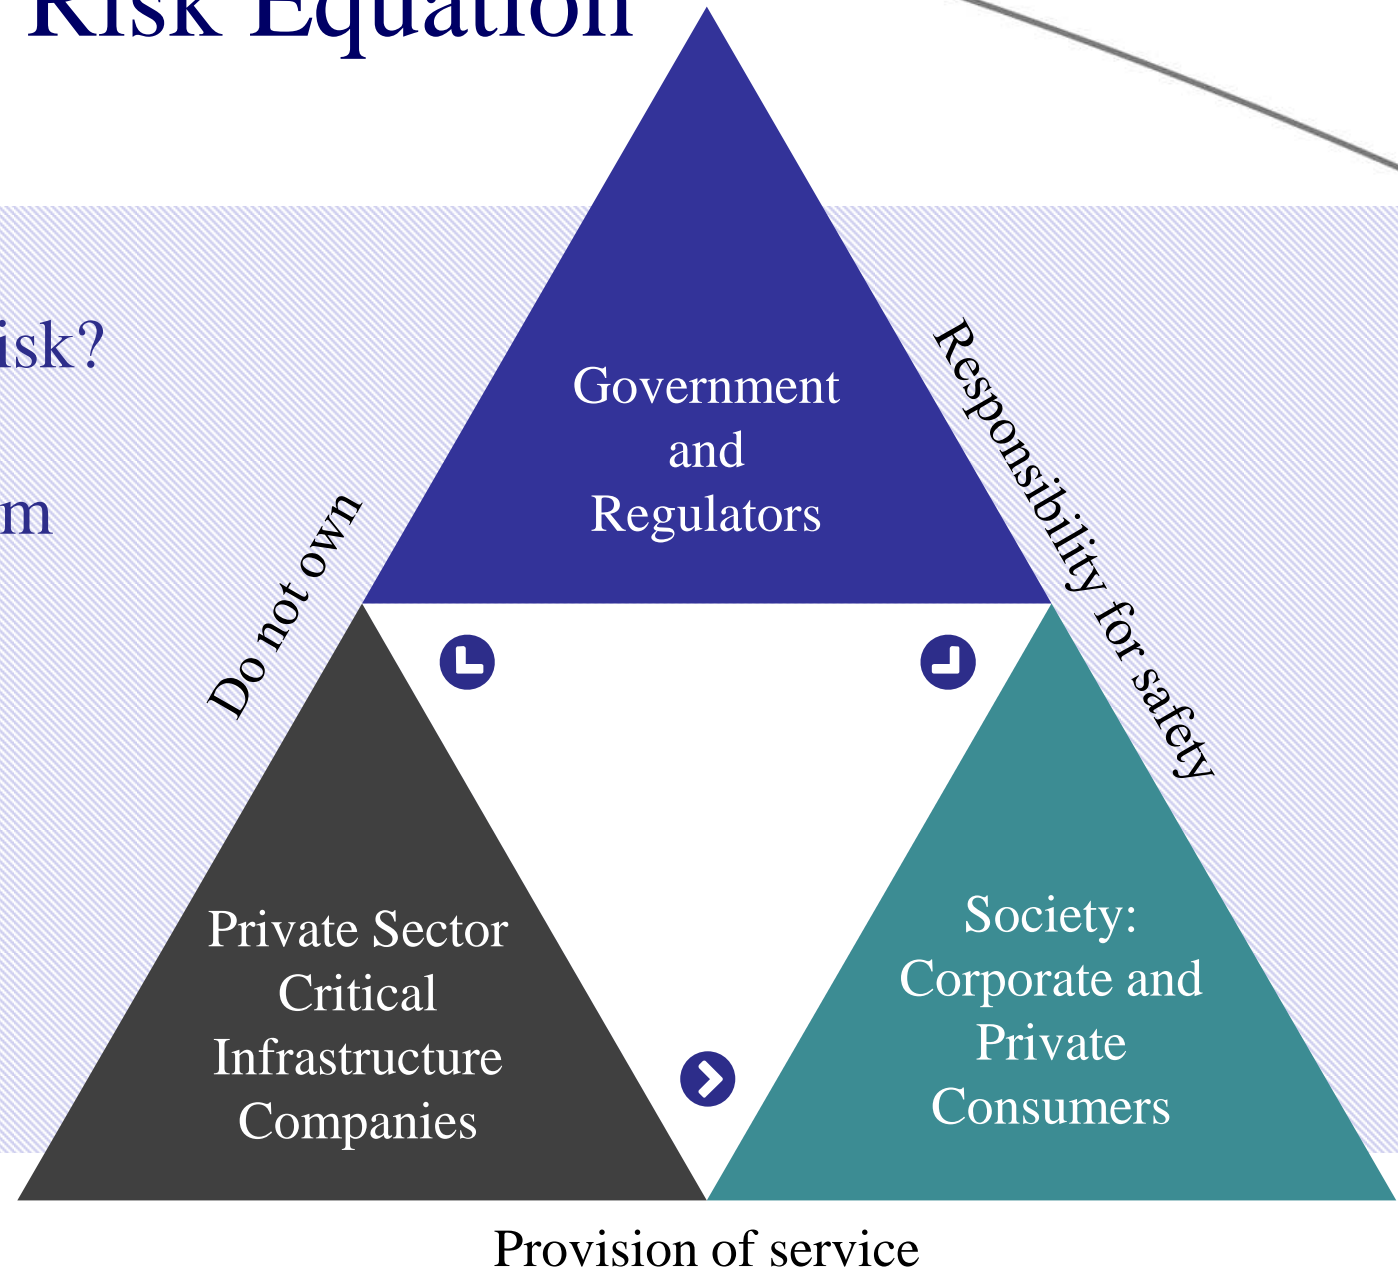 Risk Equation
isk?
m
Government
and
Regulators
Do not own
Responsibility for safety
Private Sector
Critical
Infrastructure
Companies
Society:
Corporate and
Private
Consumers
Provision of service